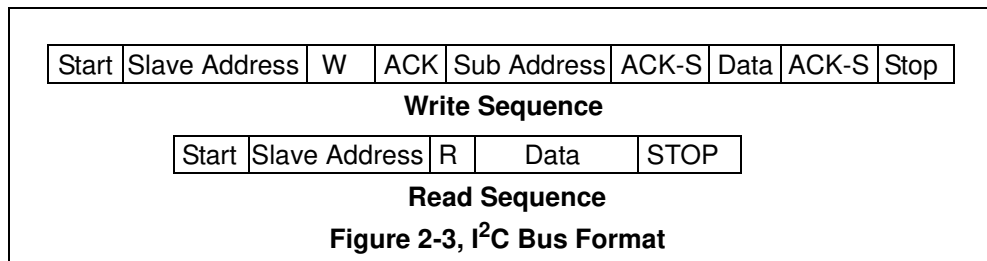 Start Slave Address W ACK Sub Address ACK-S Data ACK-S Stop
Write Sequence
Start Slave Address R Data STOP
Read Sequence
Figure 2-3, I²C Bus Format